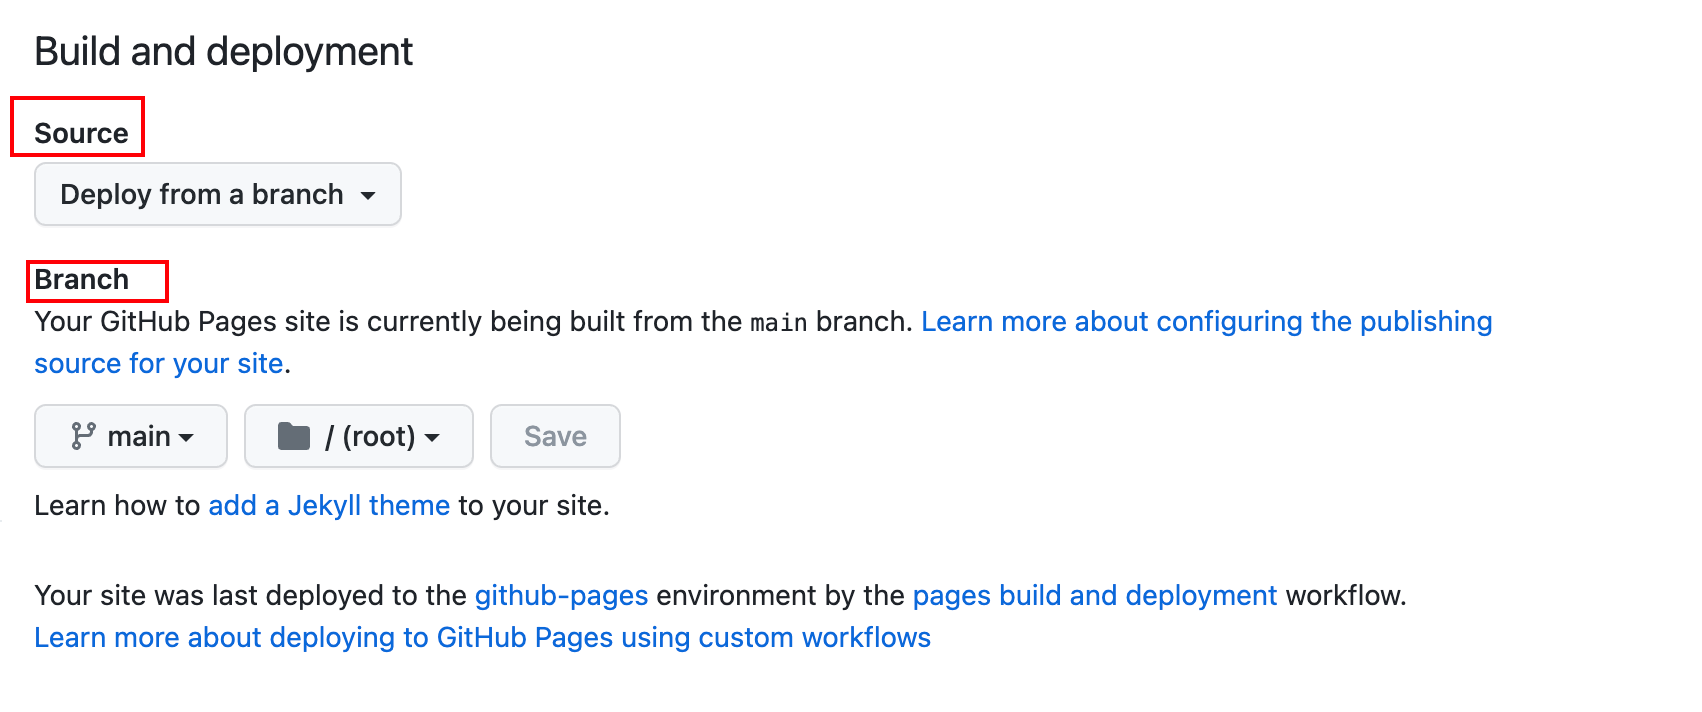 Build and deployment
Source
Deploy from a branch
Branch
Your GitHub Pages site is currently being built from the main branch. Learn more about configuring the publishing
source for your site.
main / (root) Save
Learn how to add a Jekyll theme to your site.
Your site was last deployed to the github-pages environment by the pages build and deployment workflow.
Learn more about deploying to GitHub Pages using custom workflows